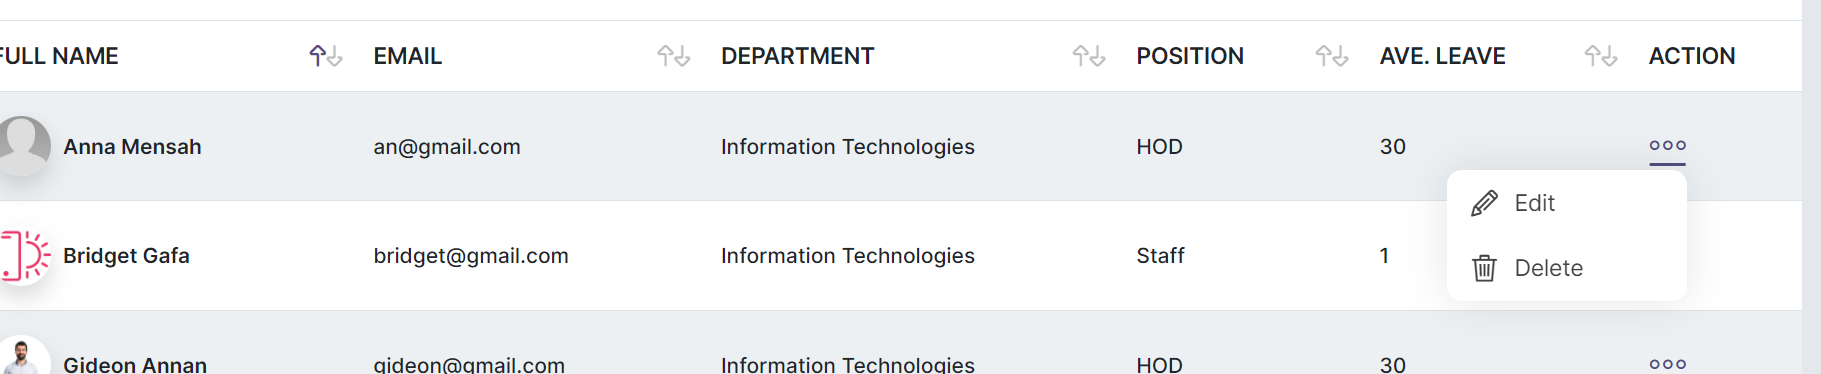 FULL NAME EMAIL DEPARTMENT POSITION AVE. LEAVE ACTION
Anna Mensah an@gmail.com Information Technologies HOD 30
Edit
Bridget Gafa bridget@gmail.com Information Technologies Staff 1
Delete
Gideon Annan gideon@gmail.com Information Technologies HOD 30